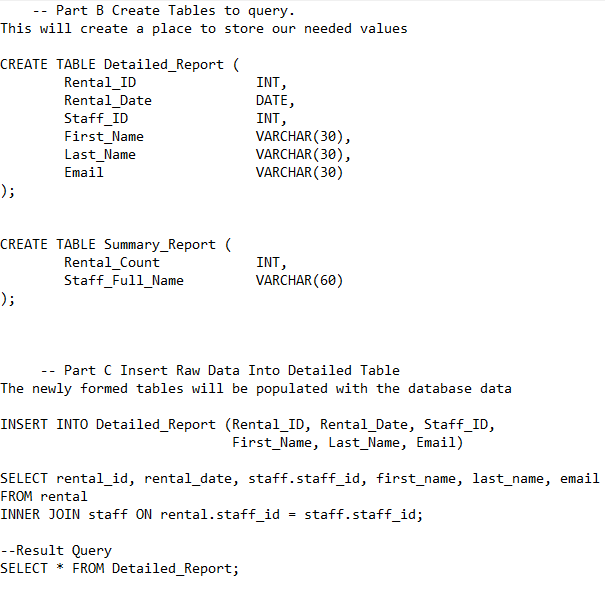 -- Part B Create Tables to query.
This will create a place to store our needed values
CREATE TABLE Detailed_Report (
Rental_ID INT,
Rental_Date DATE,
Staff_ID INT,
First_Name VARCHAR(30),
Last_Name VARCHAR(30),
Email VARCHAR(30)
);
CREATE TABLE Summary_Report (
Rental_Count INT,
Staff_Full_Name VARCHAR(60)
);
-- Part C Insert Raw Data Into Detailed Table
The newly formed tables will be populated with the database data
INSERT INTO Detailed_Report (Rental_ID, Rental_Date, Staff_ID,
First_Name, Last_Name, Email)
SELECT rental_id, rental_date, staff.staff_id, first_name, last_name, email
FROM rental
INNER JOIN staff ON rental.staff_id = staff.staff_id;
--Result Query
SELECT * FROM Detailed_Report;